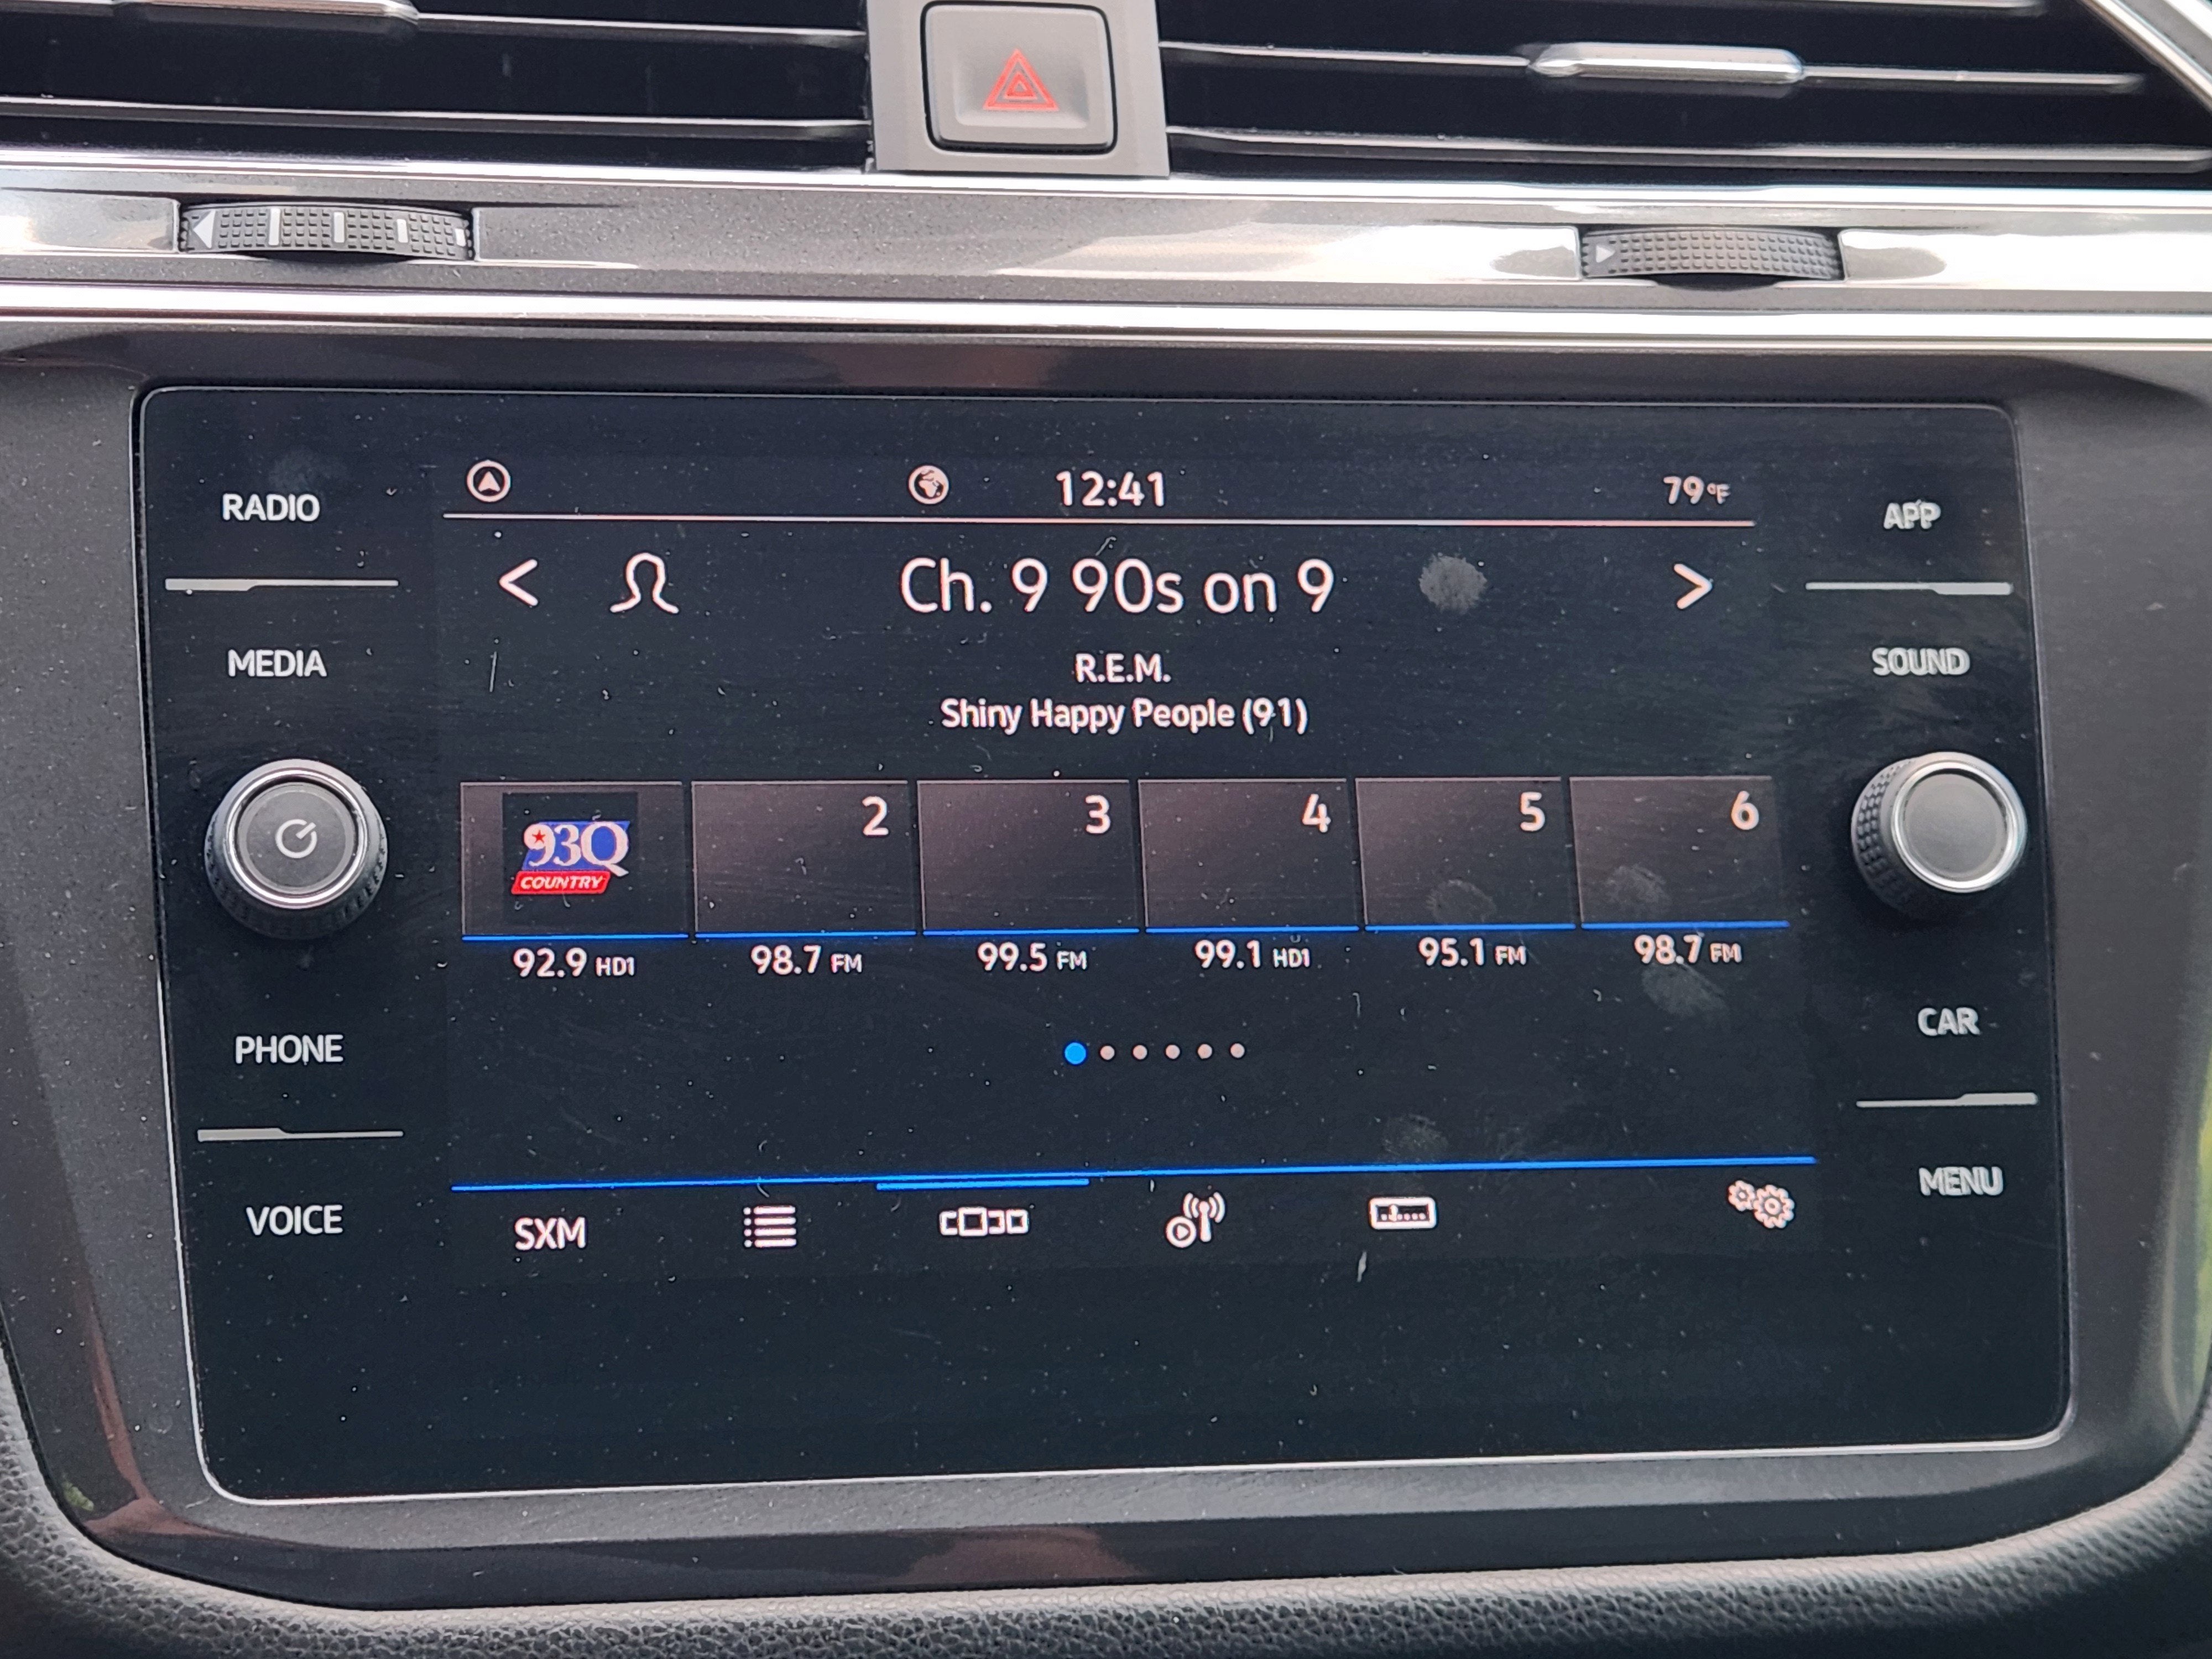 RADIO
MEDIA
PHONE
VOICE
12:41
79°F
< Ch. 9 90s on 9 >
R.E.M.
Shiny Happy People (91)
93Q
COUNTRY
2
3
4
5
6
92.9 HD1
98.7 FM
99.5 FM
99.1 HD1
95.1 FM
98.7 FM
SXM
APP
SOUND
CAR
MENU